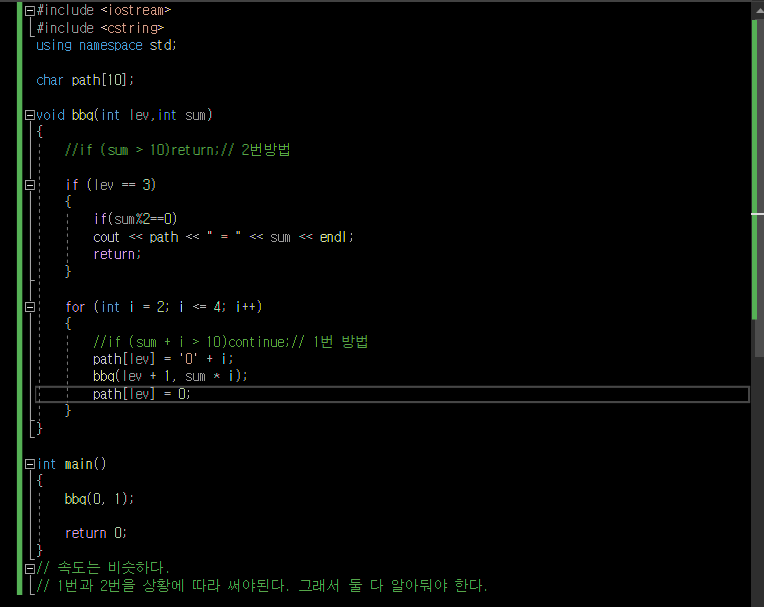 #include <iostream>
#include <cstring>
using namespace std;
char path[10];
void bbq(int lev,int sum)
{
//if (sum > 10)return;// 2번방법
if (lev == 3)
{
if(sum%2==0)
cout << path << " = " << sum << endl;
return;
}
for (int i = 2; i <= 4; i++)
{
//if (sum + i > 10)continue;// 1번 방법
path[lev] = '0' + i;
bbq(lev + 1, sum * i);
path[lev] = 0;
}
}
int main()
{
bbq(0, 1);
return 0;
}
// 속도는 비슷하다.
// 1번과 2번을 상황에 따라 써야된다. 그래서 둘 다 알아둬야 한다.